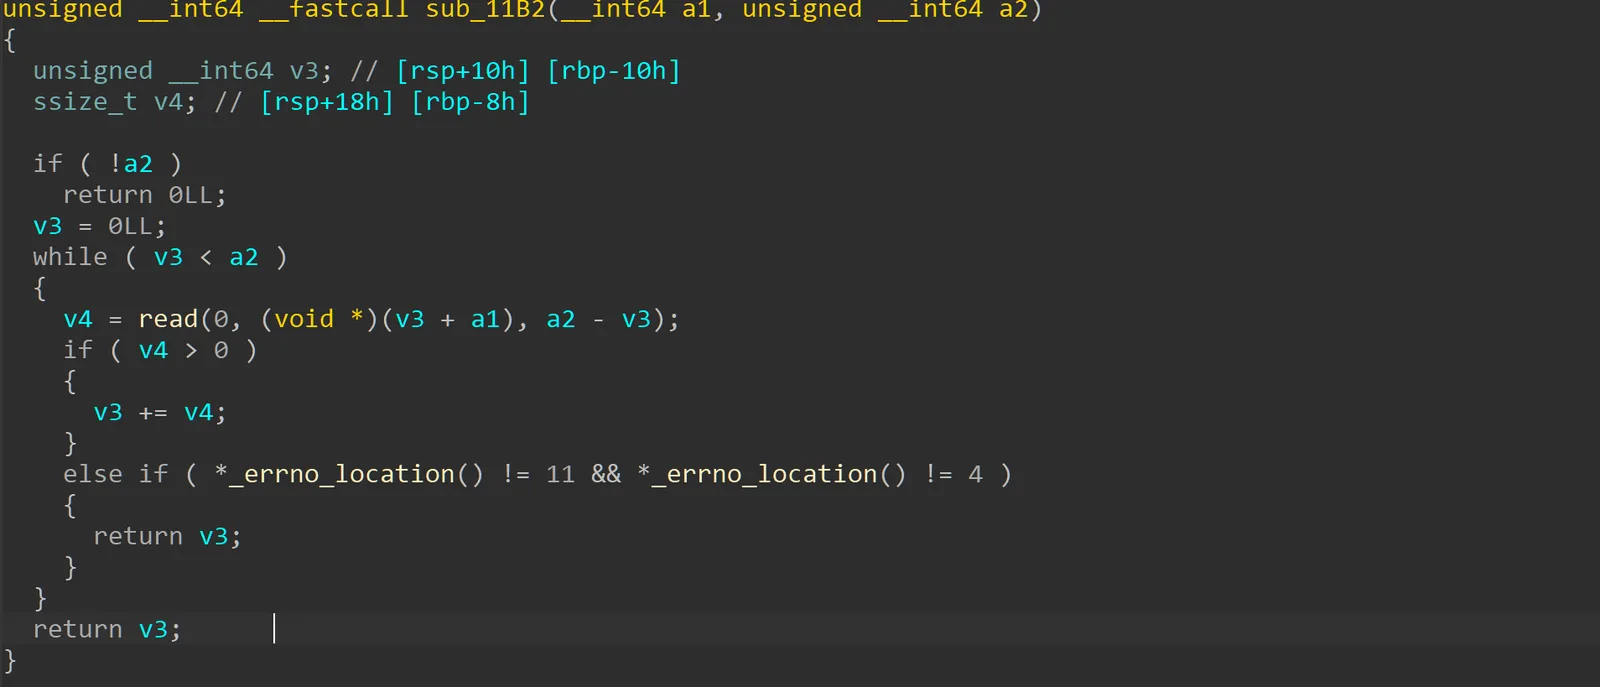 unsigned __int64 __fastcall sub_11B2(__int64 a1, unsigned __int64 a2)
{
  unsigned __int64 v3; // [rsp+10h] [rbp-10h]
  ssize_t v4; // [rsp+18h] [rbp-8h]

  if ( !a2 )
    return 0LL;
  v3 = 0LL;
  while ( v3 < a2 )
  {
    v4 = read(0, (void *)(v3 + a1), a2 - v3);
    if ( v4 > 0 )
    {
      v3 += v4;
    }
    else if ( *_errno_location() != 11 && *_errno_location() != 4 )
    {
      return v3;
    }
  }
  return v3;
}